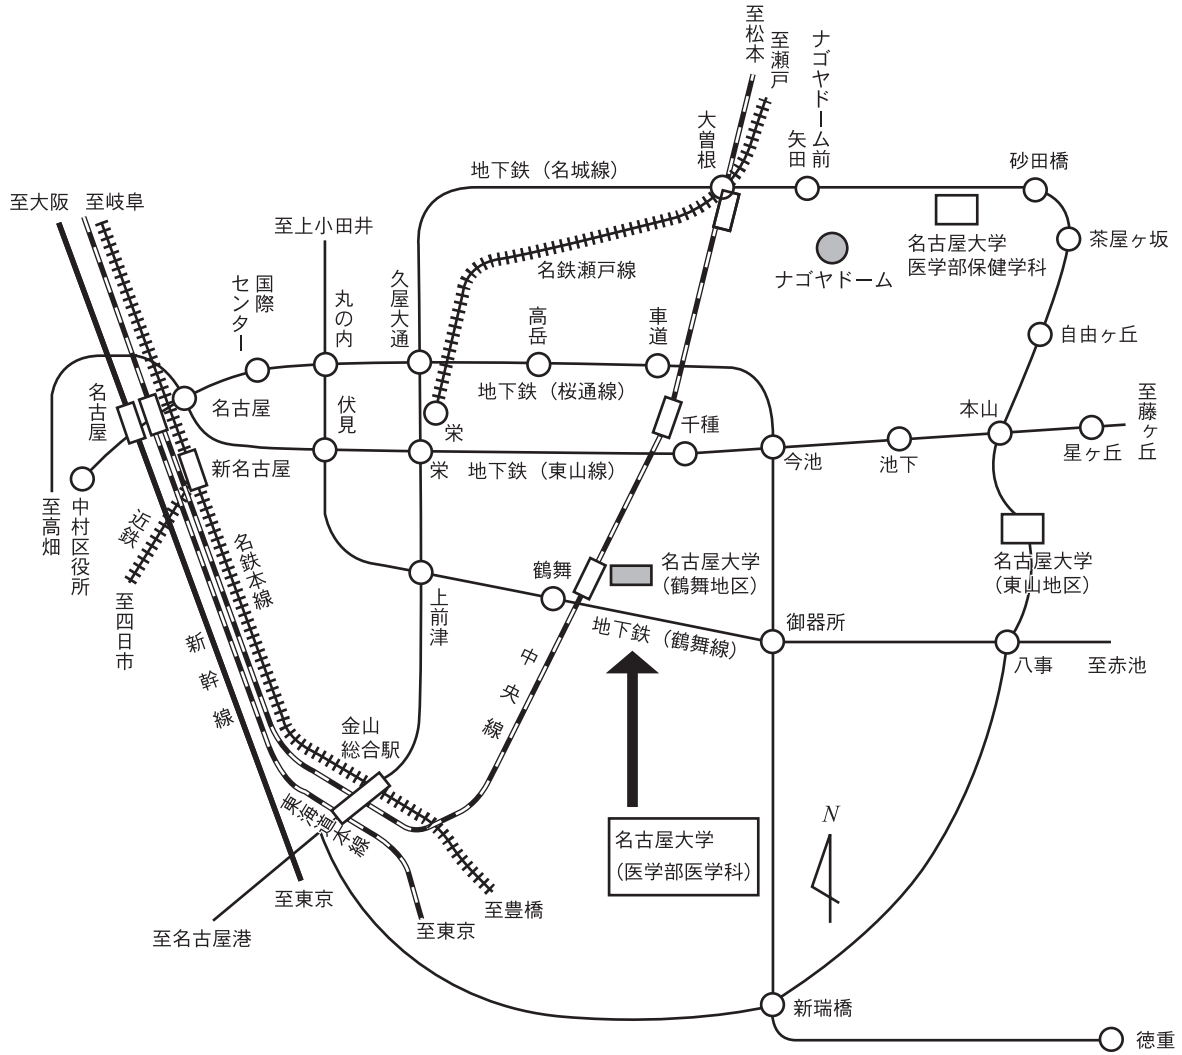 至松本
至瀬戸
ナゴヤドーム前
矢田
大曽根
砂田橋
地下鉄（名城線）
至大阪
至岐阜
至上小田井
名古屋大学
医学部保健学科
茶屋ヶ坂
ナゴヤドーム
名鉄瀬戸線
国際
センター
丸の内
久屋大通
高岳
車道
自由ヶ丘
地下鉄（桜通線）
名古屋
名古屋
伏見
栄
千種
本山
至藤ヶ丘
新名古屋
栄
地下鉄（東山線）
今池
池下
星ヶ丘
至高畑
中村区役所
近鉄
名鉄本線
至四日市
鶴舞
名古屋大学
（鶴舞地区）
名古屋大学
（東山地区）
上前津
地下鉄（鶴舞線）
御器所
八事
至赤池
新幹線
中央線
金山
総合駅
東海道本線
名古屋大学
（医学部医学科）
N
至東京
至豊橋
至東京
至名古屋港
新瑞橋
徳重